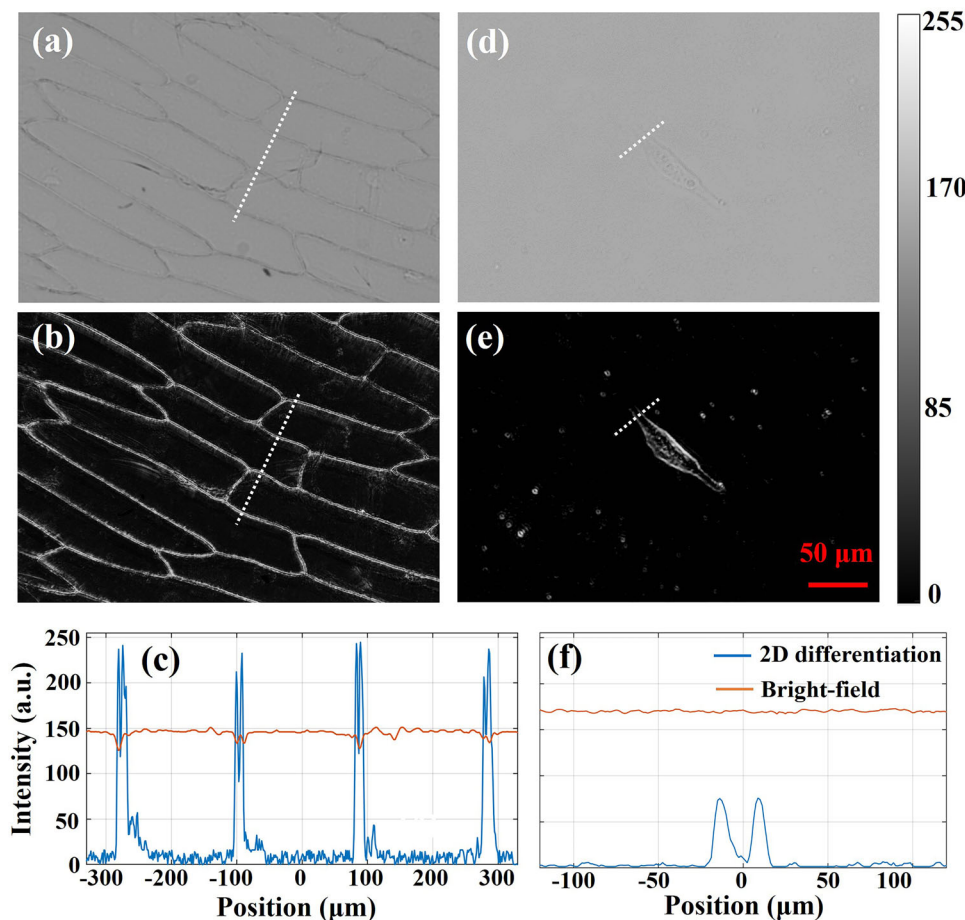 (a)
(d)
255
170
(b)
(e)
85
50 μm
0
(c)
250
200
150
100
50
0
Intensity (a.u.)
-300
-200
-100
0
100
200
300
Position (μm)
(f)
2D differentiation
Bright-field
-100
-50
0
50
100
Position (μm)